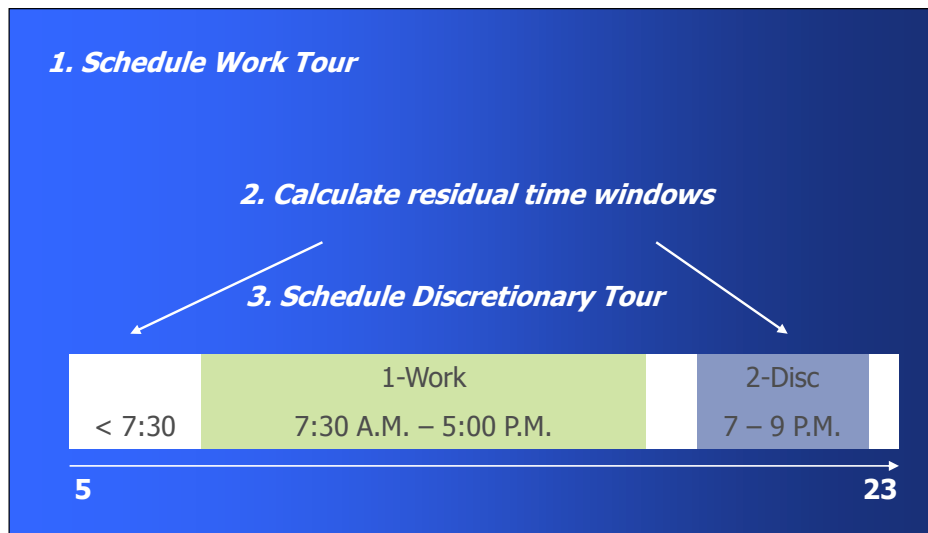 1. Schedule Work Tour
2. Calculate residual time windows
3. Schedule Discretionary Tour
1-Work 2-Disc
< 7:30 7:30 A.M. – 5:00 P.M. 7 – 9 P.M.
5 23